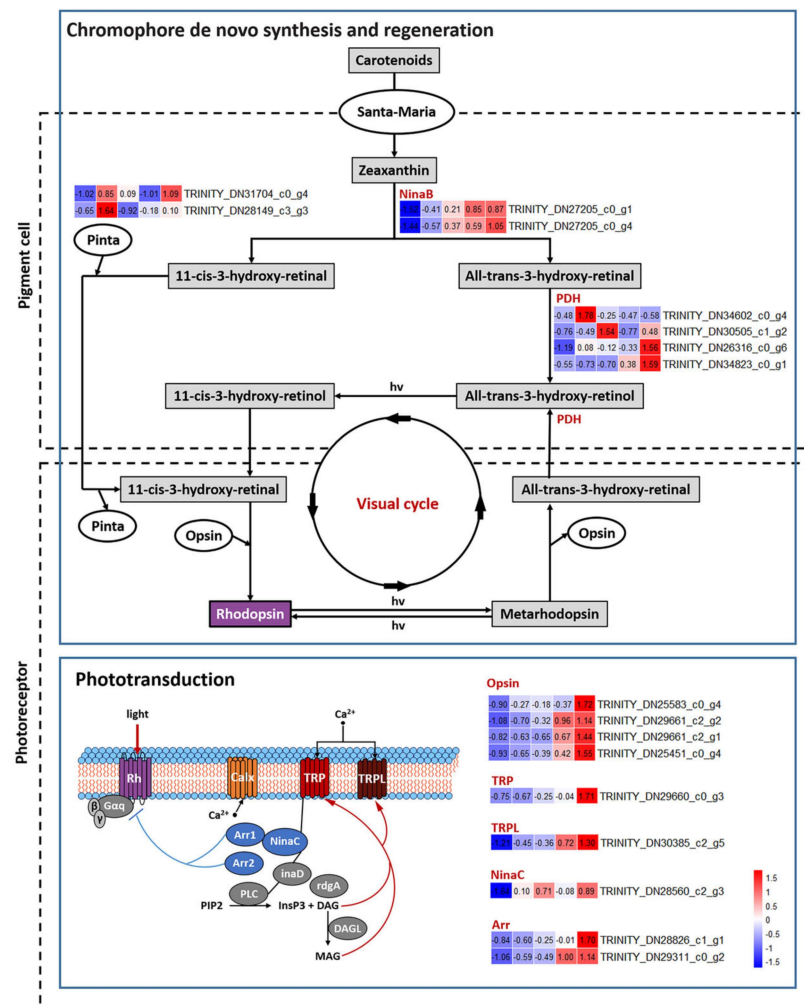 Chromophore de novo synthesis and regeneration
Carotenoids
Santa-Maria
Zeaxanthin
NinaB
-0.41 0.21 0.85 0.87 TRINITY_DN27205_c0_g1
-0.57 0.37 0.59 1.05 TRINITY_DN27205_c0_g4
-1.02 0.85 0.09 -1.01 1.09 TRINITY_DN31704_c0_g4
-0.65 1.64 -0.92 -0.18 0.10 TRINITY_DN28149_c3_g3
Pinta
Pigment cell
11-cis-3-hydroxy-retinal
All-trans-3-hydroxy-retinal
PDH
-0.48 1.78 -0.25 -0.47 -0.58 TRINITY_DN34602_c0_g4
-0.76 -0.49 1.54 -0.77 0.48 TRINITY_DN30505_c1_g2
-1.19 0.08 -0.12 -0.33 1.56 TRINITY_DN26316_c0_g6
-0.55 -0.73 -0.70 0.38 1.59 TRINITY_DN34823_c0_g1
11-cis-3-hydroxy-retinol
hv
All-trans-3-hydroxy-retinol
PDH
11-cis-3-hydroxy-retinal
All-trans-3-hydroxy-retinal
Visual cycle
Pinta
Opsin
Opsin
Rhodopsin
hv
hv
Metarhodopsin
Photoreceptor
Phototransduction
light
Ca²⁺
Rh
Calx
TRP
TRPL
β
γ
Gαq
Ca²⁺
Arr1
NinaC
Arr2
inaD
PLC
rdgA
PIP2
InsP3 + DAG
DAGL
MAG
Opsin
-0.90 -0.27 -0.18 -0.37 1.72 TRINITY_DN25583_c0_g4
-1.08 -0.70 -0.32 0.96 1.14 TRINITY_DN29661_c2_g2
-0.82 -0.63 -0.65 0.67 1.44 TRINITY_DN29661_c2_g1
-0.93 -0.65 -0.39 0.42 1.55 TRINITY_DN25451_c0_g4
TRP
-0.75 -0.67 -0.25 -0.04 1.71 TRINITY_DN29660_c0_g3
TRPL
-1.21 -0.45 -0.36 0.72 1.30 TRINITY_DN30385_c2_g5
NinaC
0.10 0.71 -0.08 0.89 TRINITY_DN28560_c2_g3
Arr
-0.84 -0.60 -0.25 -0.01 1.70 TRINITY_DN28826_c1_g1
-1.06 -0.59 -0.49 1.00 1.14 TRINITY_DN29311_c0_g2
1.5
1
0.5
0
-0.5
-1
-1.5